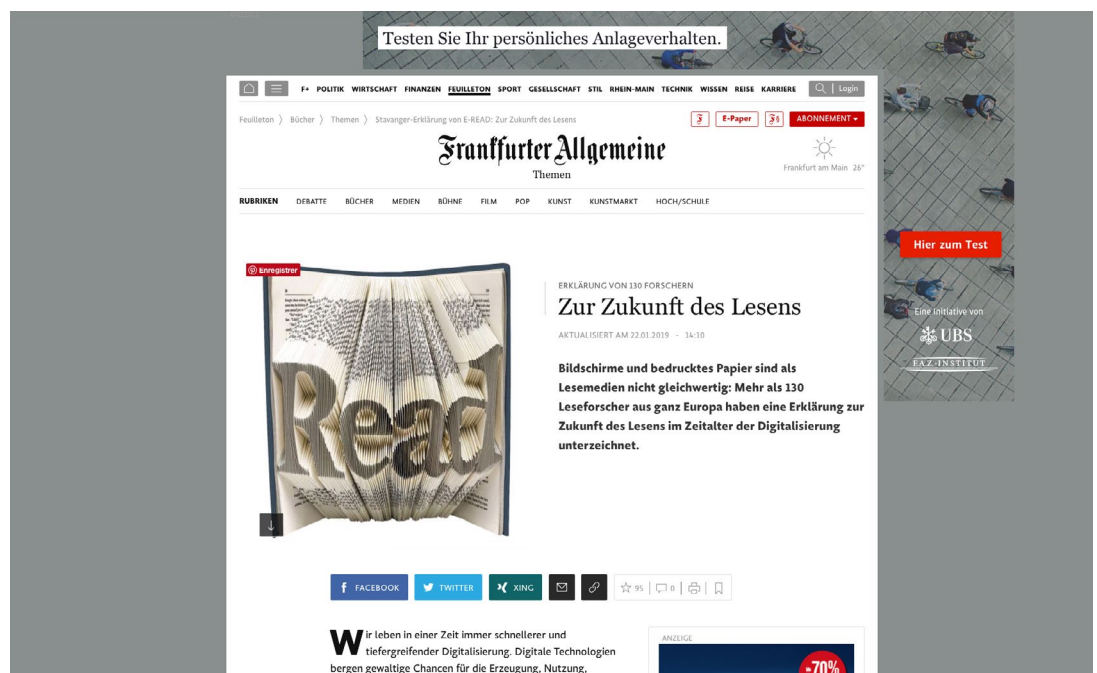 Testen Sie Ihr persönliches Anlageverhalten.
F+ POLITIK WIRTSCHAFT FINANZEN FEUILLETON SPORT GESELLSCHAFT STIL RHEIN-MAIN TECHNIK WISSEN REISE KARRIERE Login
Feuilleton Bücher Themen Stavanger-Erklärung von E-READ: Zur Zukunft des Lesens
E-Paper
ABONNEMENT
Frankfurter Allgemeine
Themen
Frankfurt am Main 26°
RUBRIKEN DEBATTE BÜCHER MEDIEN BÜHNE FILM POP KUNST KUNSTMARKT HOCH/SCHULE
Hier zum Test
Eine Initiative von
UBS
F.A.Z.-INSTITUT
Enregistrer
Read
ERKLÄRUNG VON 130 FORSCHERN
Zur Zukunft des Lesens
AKTUALISIERT AM 22.01.2019 - 14:10
Bildschirme und bedrucktes Papier sind als
Lesemedien nicht gleichwertig: Mehr als 130
Leseforscher aus ganz Europa haben eine Erklärung zur
Zukunft des Lesens im Zeitalter der Digitalisierung
unterzeichnet.
FACEBOOK TWITTER XING 95 0
Wir leben in einer Zeit immer schnellerer und
tiefergreifender Digitalisierung. Digitale Technologien
bergen gewaltige Chancen für die Erzeugung, Nutzung,
ANZEIGE
-70%